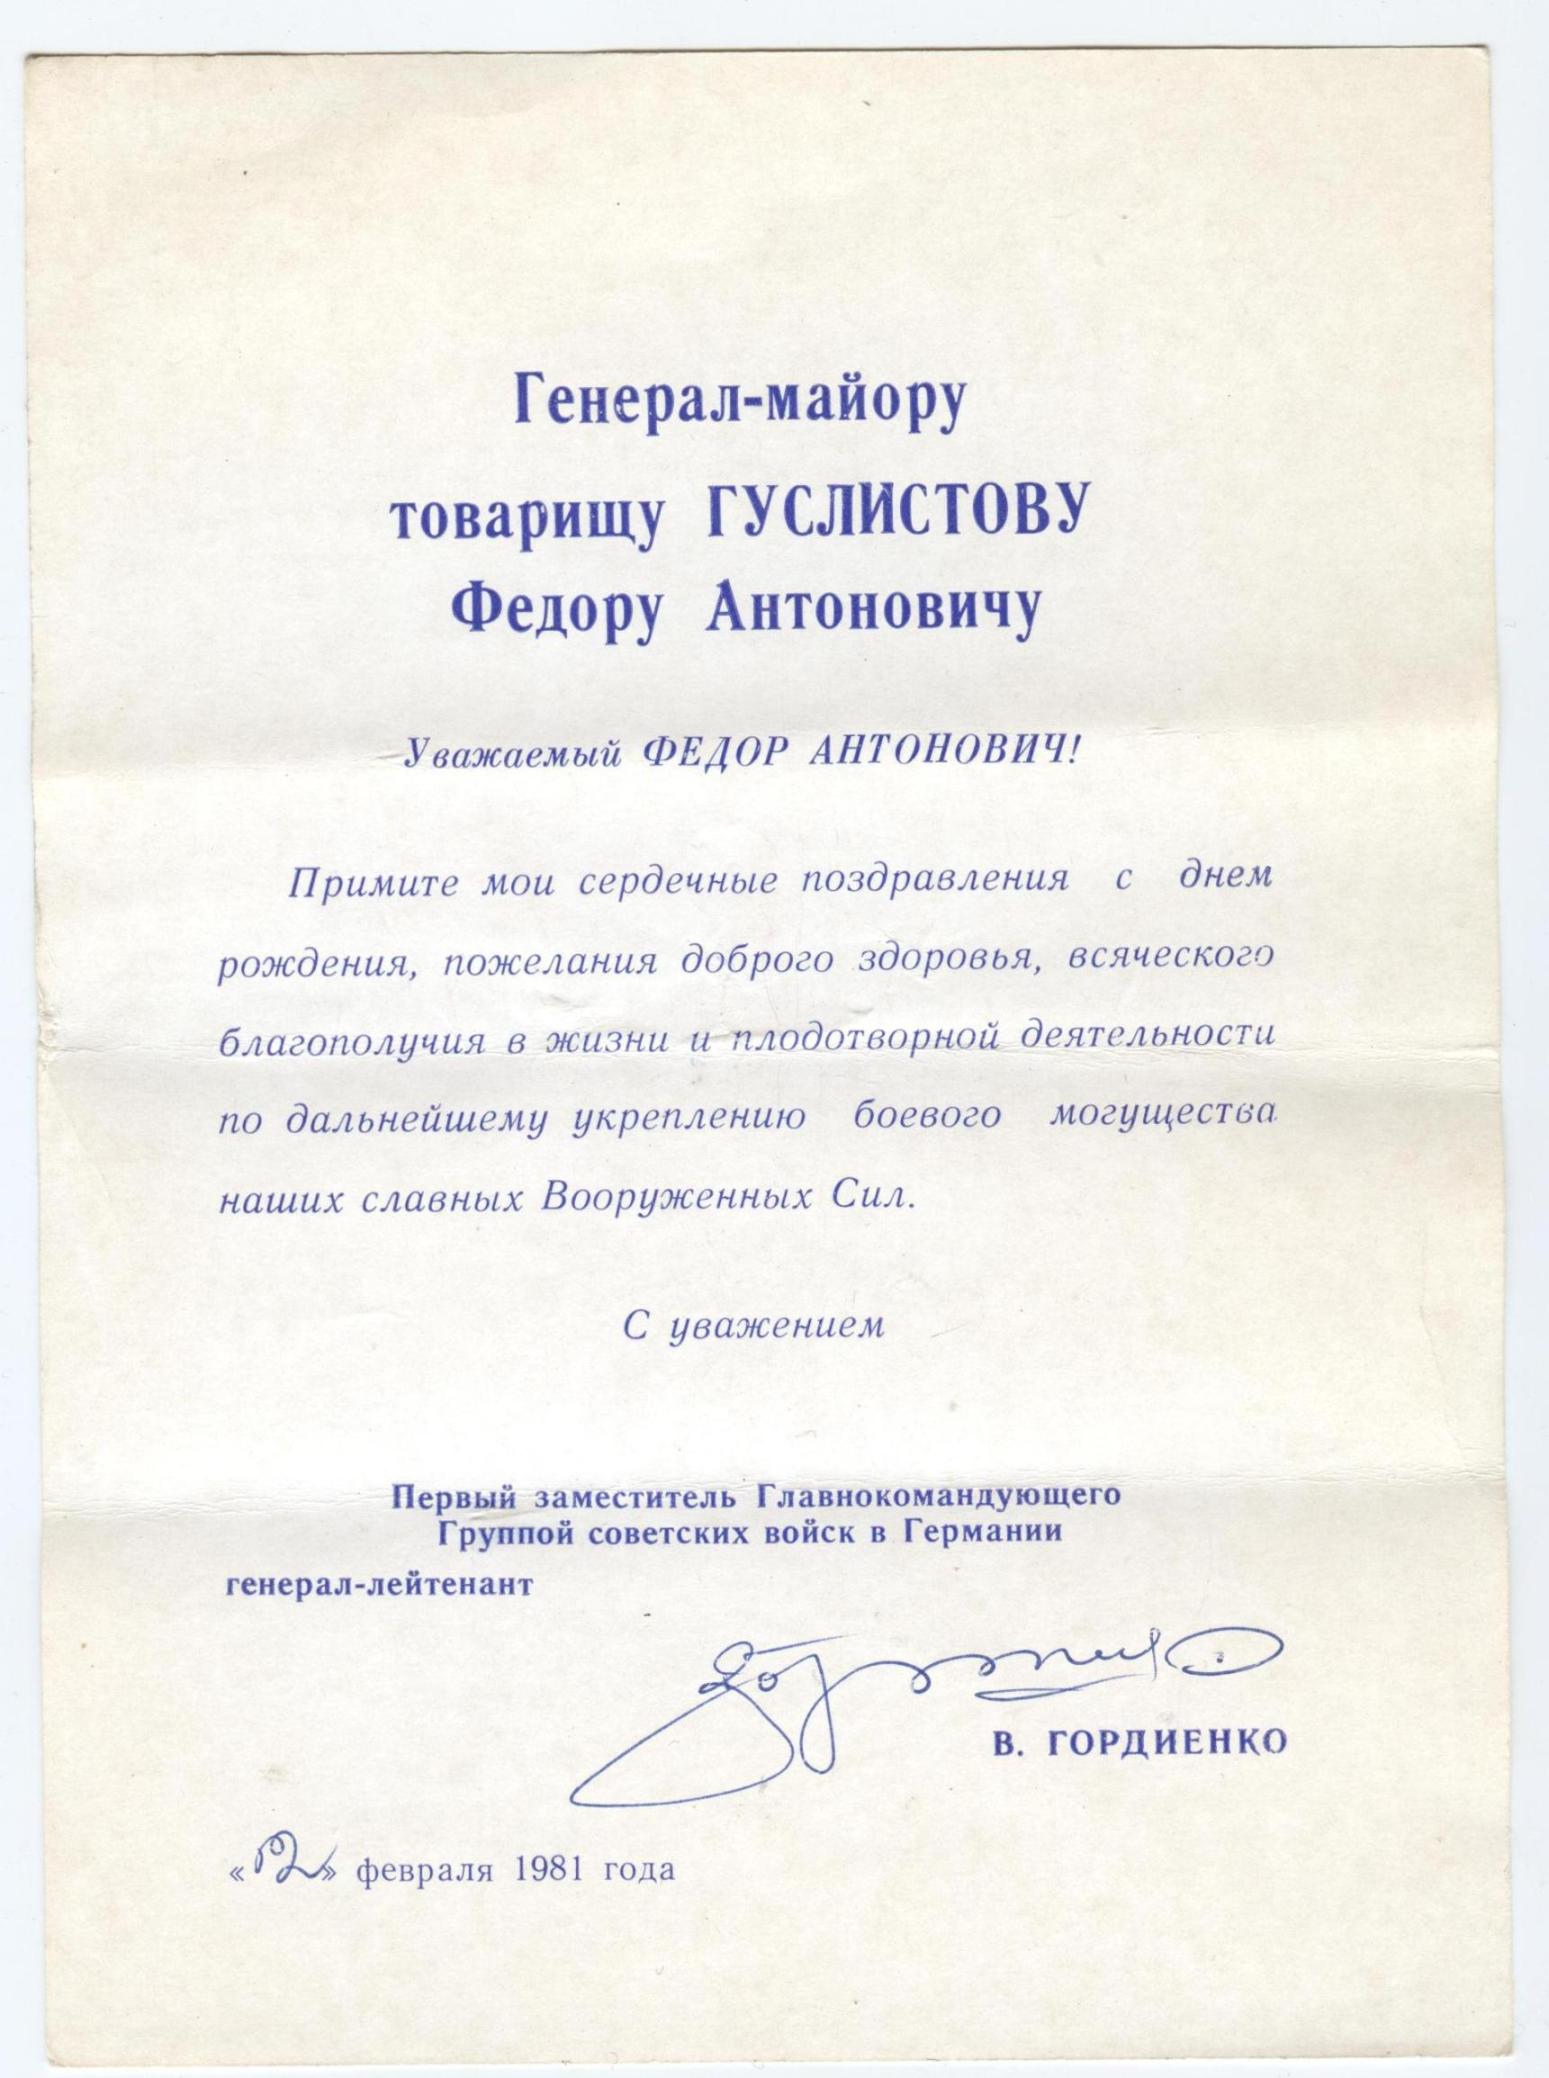 Генерал-майору
товарищу ГУСЛИСТОВУ
Федору Антоновичу
Уважаемый ФЕДОР АНТОНОВИЧ!
Примите мои сердечные поздравления с днем
рождения, пожелания доброго здоровья, всяческого
благополучия в жизни и плодотворной деятельности
по дальнейшему укреплению боевого могущества
наших славных Вооруженных Сил.
С уважением
Первый заместитель Главнокомандующего
Группой советских войск в Германии
генерал-лейтенант
В. ГОРДИЕНКО
« » февраля 1981 года